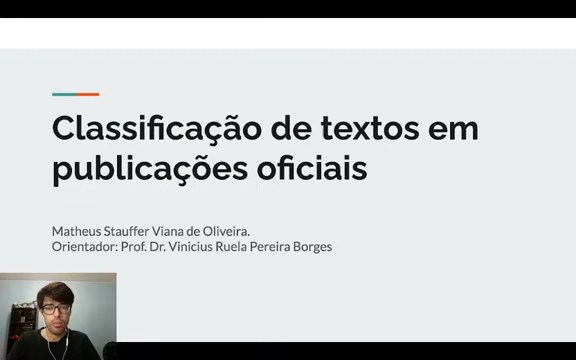 Classificação de textos em
publicações oficiais
Matheus Stauffer Viana de Oliveira.
Orientador: Prof. Dr. Vinicius Ruela Pereira Borges